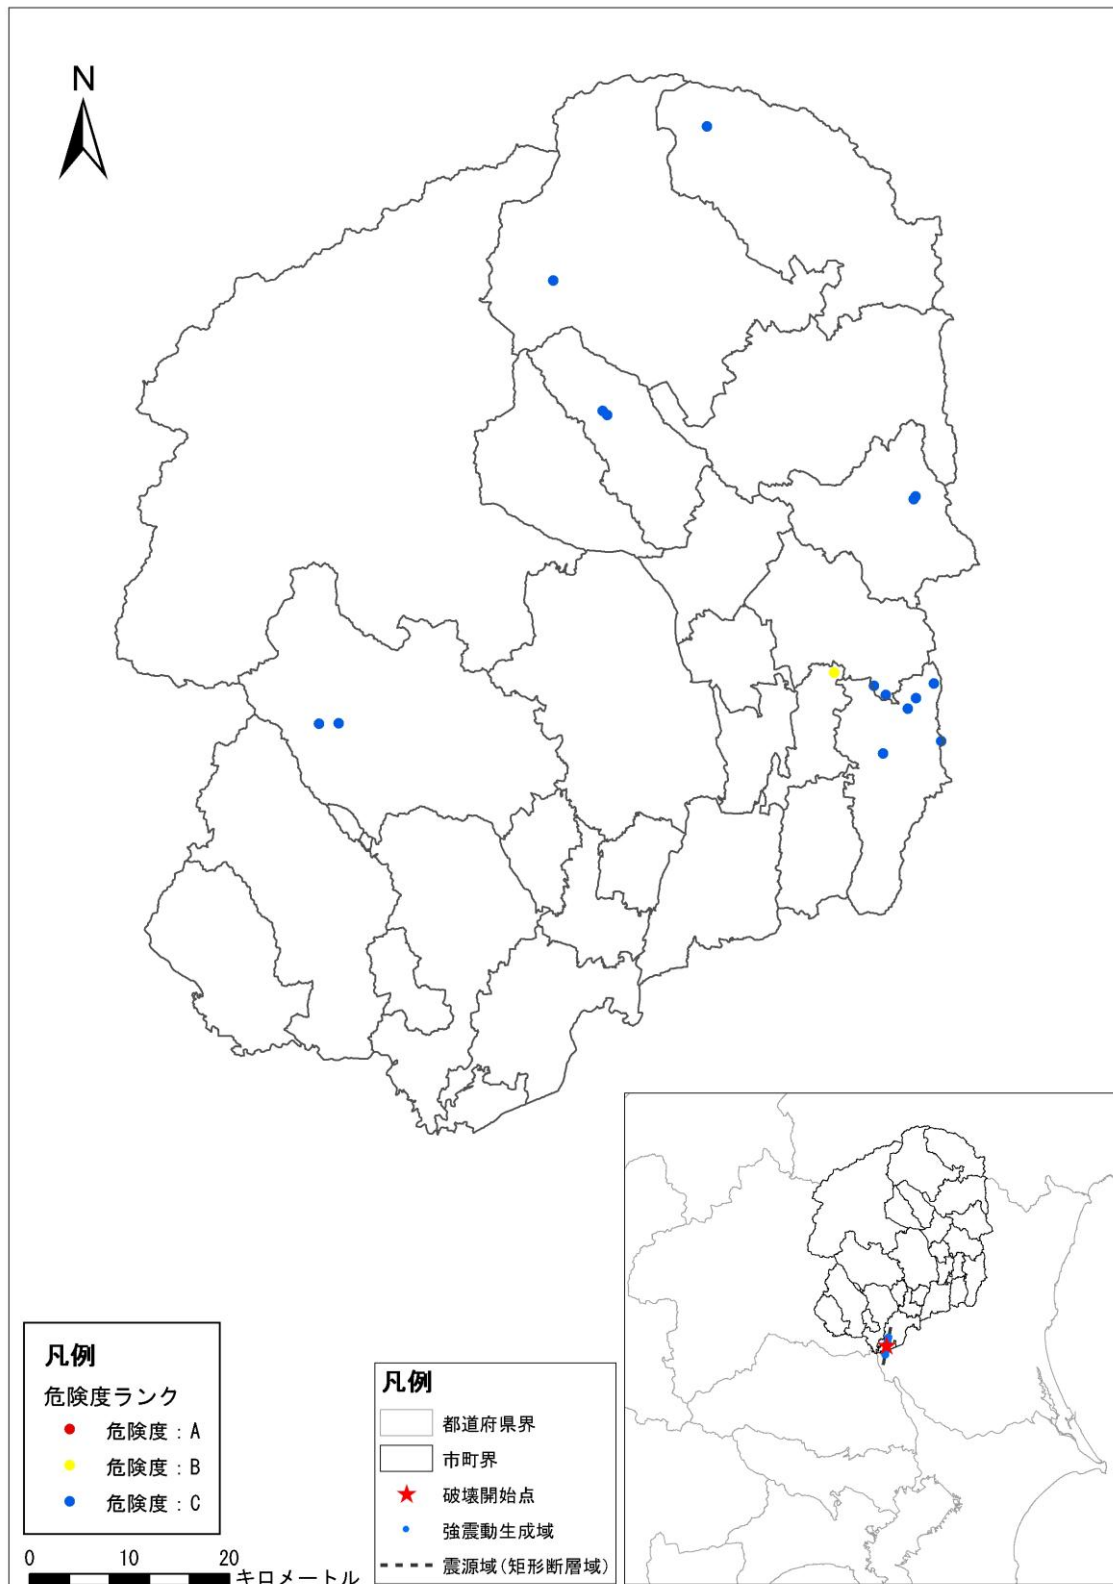 N
凡例
危険度ランク
危険度：A
危険度：B
危険度：C
0 10 20
キロメートル
凡例
都道府県界
市町界
破壊開始点
強震動生成域
震源域(矩形断層域)